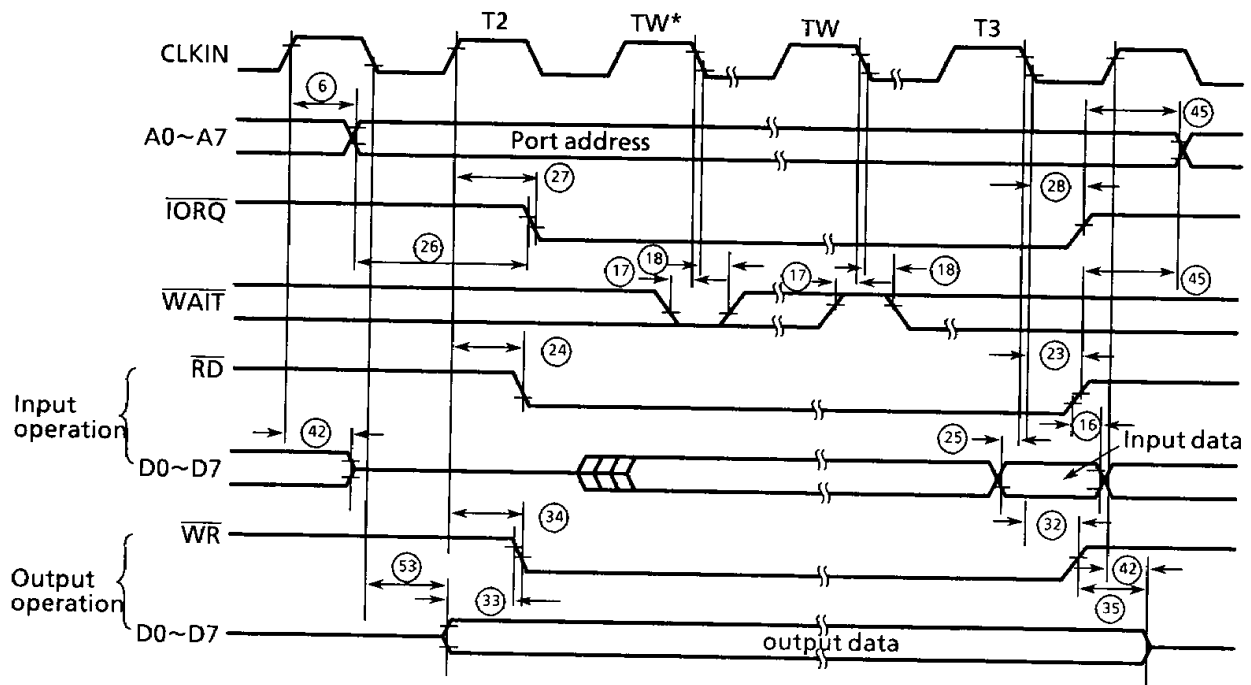 T2 TW* TW T3
CLKIN
6 45
A0~A7 Port address
27 28
IORQ
26 17 18 17 18 45
WAIT
24 23
RD
Input
operation
42 25 16 Input data
D0~D7
34 32
WR
Output
operation
53 33 42
35
D0~D7 output data